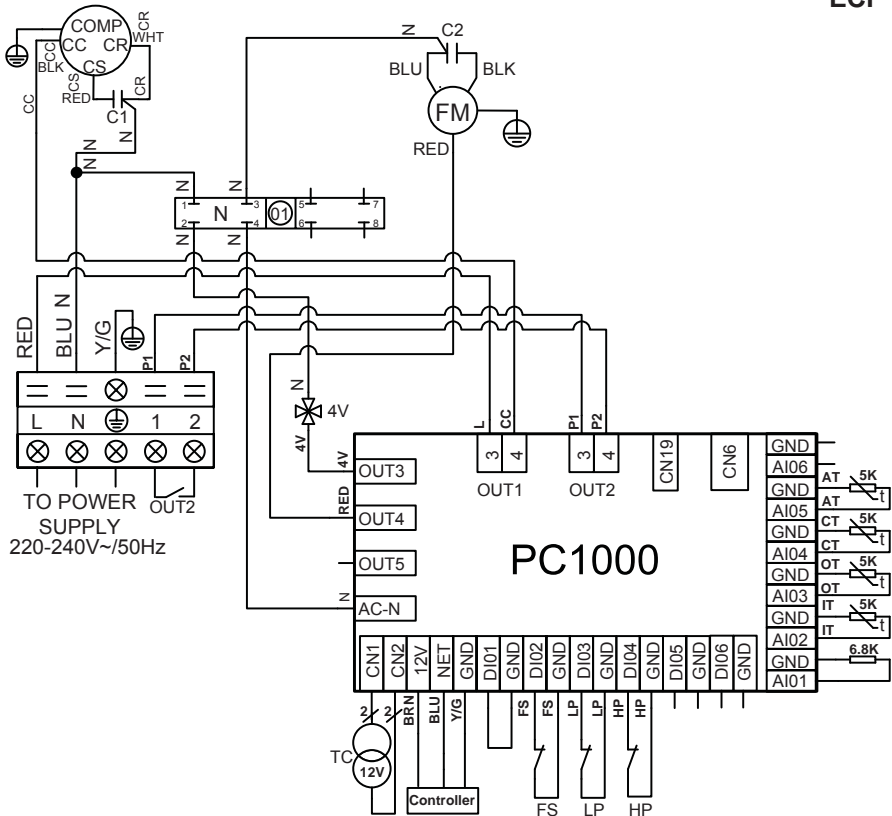 ECP
COMP
CC CR
CS
CC
BLK
CR
WHT
CS
RED
CR
C1
CC
N
N
N
N
N
C2
BLU BLK
FM
RED
N N
1 3 5 7
N 01
2 4 6 8
N N
RED
BLU N
Y/G
P1
P2
L N 1 2
TO POWER
SUPPLY
220-240V~/50Hz
OUT2
N
4V
4V
L CC P1 P2
3 4 3 4
OUT1 OUT2
CN19 CN6
4V
OUT3
RED
OUT4
OUT5
N
AC-N
PC1000
GND
AI06
GND AT 5K
AI05 AT t
GND CT 5K
AI04 CT t
GND OT 5K
AI03 OT t
GND IT 5K
AI02 IT t
GND 6.8K
AI01
CN1 CN2 12V NET GND DI01 GND DI02 GND DI03 GND DI04 GND DI05 GND DI06 GND
2 2 BRN BLU Y/G FS FS LP LP HP HP
TC
12V
Controller
FS LP HP